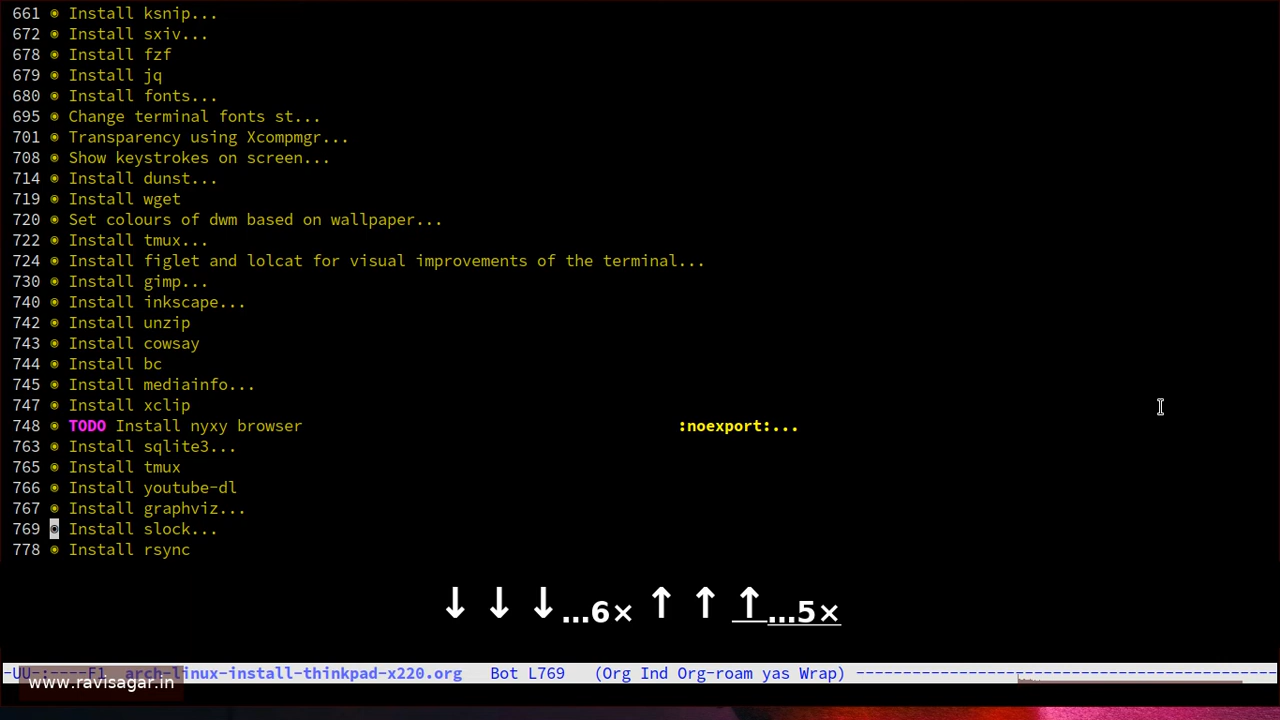 661 ◉ Install ksnip...
672 ◉ Install sxiv...
678 ◉ Install fzf
679 ◉ Install jq
680 ◉ Install fonts...
695 ◉ Change terminal fonts st...
701 ◉ Transparency using Xcompmgr...
708 ◉ Show keystrokes on screen...
714 ◉ Install dunst...
719 ◉ Install wget
720 ◉ Set colours of dwm based on wallpaper...
722 ◉ Install tmux...
724 ◉ Install figlet and lolcat for visual improvements of the terminal...
730 ◉ Install gimp...
740 ◉ Install inkscape...
742 ◉ Install unzip
743 ◉ Install cowsay
744 ◉ Install bc
745 ◉ Install mediainfo...
747 ◉ Install xclip
748 ◉ TODO Install nyxy browser :noexport:...
763 ◉ Install sqlite3...
765 ◉ Install tmux
766 ◉ Install youtube-dl
767 ◉ Install graphviz...
769 ◉ Install slock...
778 ◉ Install rsync
↓ ↓ ↓...6× ↑ ↑ ↑...5×
-UU-:----F1 arch-linux-install-thinkpad-x220.org Bot L769 (Org Ind Org-roam yas Wrap) ---------------------------------------------
www.ravisagar.in